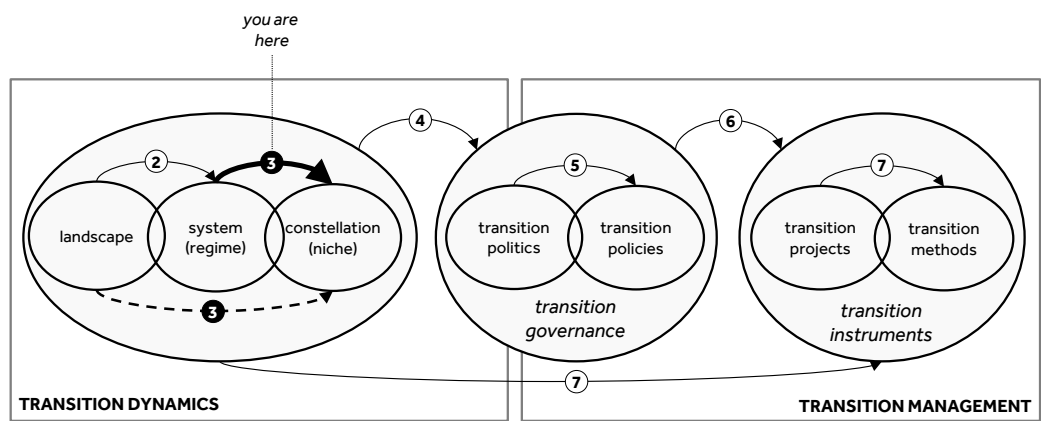 you are
here
4
6
2
3
5
7
landscape
system
(regime)
constellation
(niche)
transition
politics
transition
policies
transition
projects
transition
methods
3
transition
governance
transition
instruments
7
TRANSITION DYNAMICS
TRANSITION MANAGEMENT